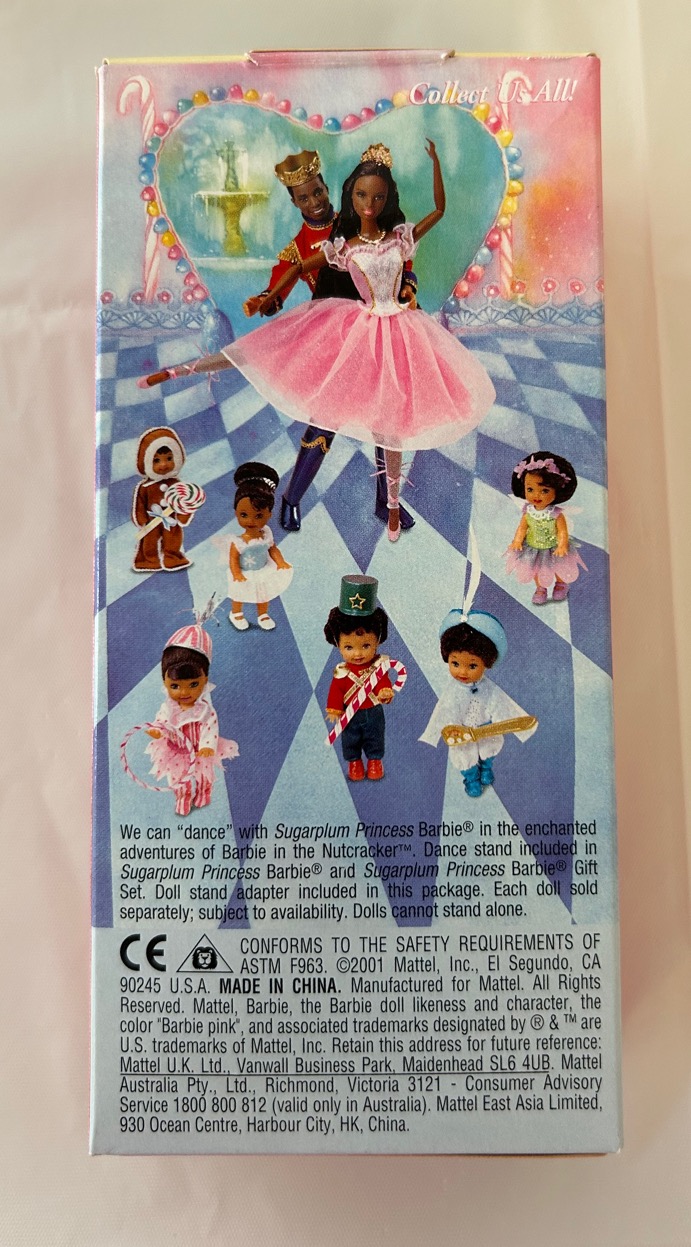 Collect Us All!
We can “dance” with Sugarplum Princess Barbie® in the enchanted
adventures of Barbie in the Nutcracker™. Dance stand included in
Sugarplum Princess Barbie® and Sugarplum Princess Barbie® Gift
Set. Doll stand adapter included in this package. Each doll sold
separately; subject to availability. Dolls cannot stand alone.
CE CONFORMS TO THE SAFETY REQUIREMENTS OF
ASTM F963. ©2001 Mattel, Inc., El Segundo, CA
90245 U.S.A. MADE IN CHINA. Manufactured for Mattel. All Rights
Reserved. Mattel, Barbie, the Barbie doll likeness and character, the
color "Barbie pink", and associated trademarks designated by ® & ™ are
U.S. trademarks of Mattel, Inc. Retain this address for future reference:
Mattel U.K. Ltd., Vanwall Business Park, Maidenhead SL6 4UB. Mattel
Australia Pty., Ltd., Richmond, Victoria 3121 - Consumer Advisory
Service 1800 800 812 (valid only in Australia). Mattel East Asia Limited,
930 Ocean Centre, Harbour City, HK, China.